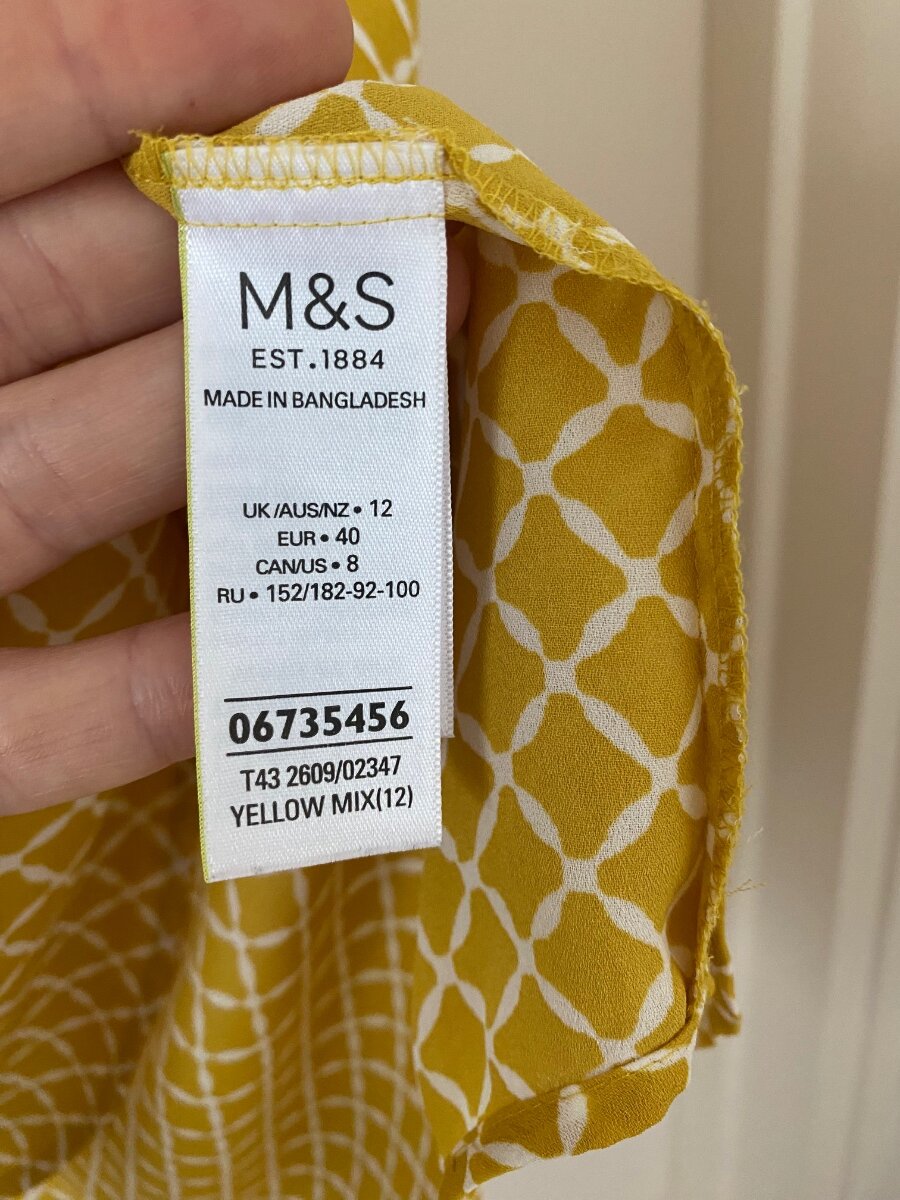 M&S
EST.1884
MADE IN BANGLADESH
UK/AUS/NZ • 12
EUR • 40
CAN/US • 8
RU • 152/182-92-100
06735456
T43 2609/02347
YELLOW MIX(12)